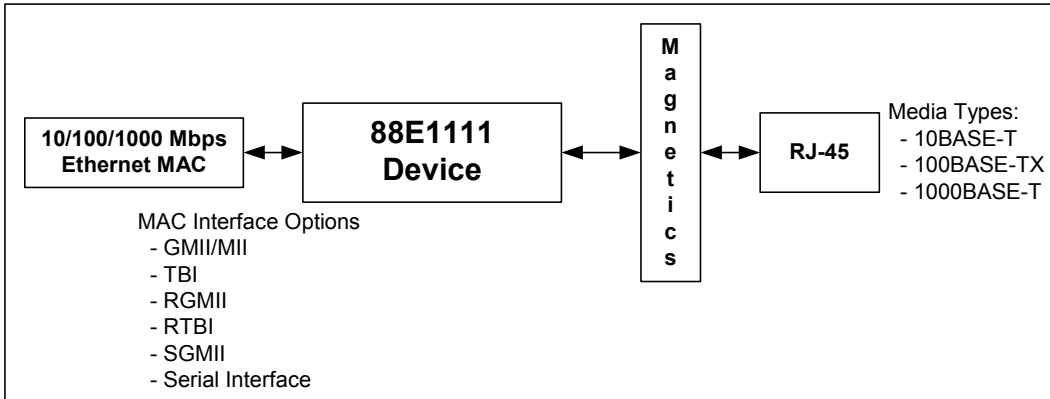 10/100/1000 Mbps
Ethernet MAC
88E1111
Device
Magnetics
RJ-45
Media Types:
- 10BASE-T
- 100BASE-TX
- 1000BASE-T
MAC Interface Options
- GMII/MII
- TBI
- RGMII
- RTBI
- SGMII
- Serial Interface